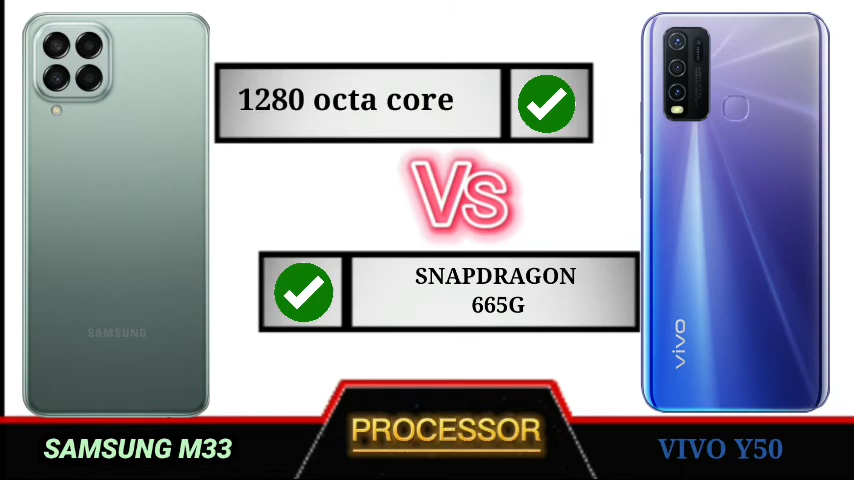 1280 octa core
Vs
SNAPDRAGON
665G
SAMSUNG
vivo
PROCESSOR
SAMSUNG M33
VIVO Y50